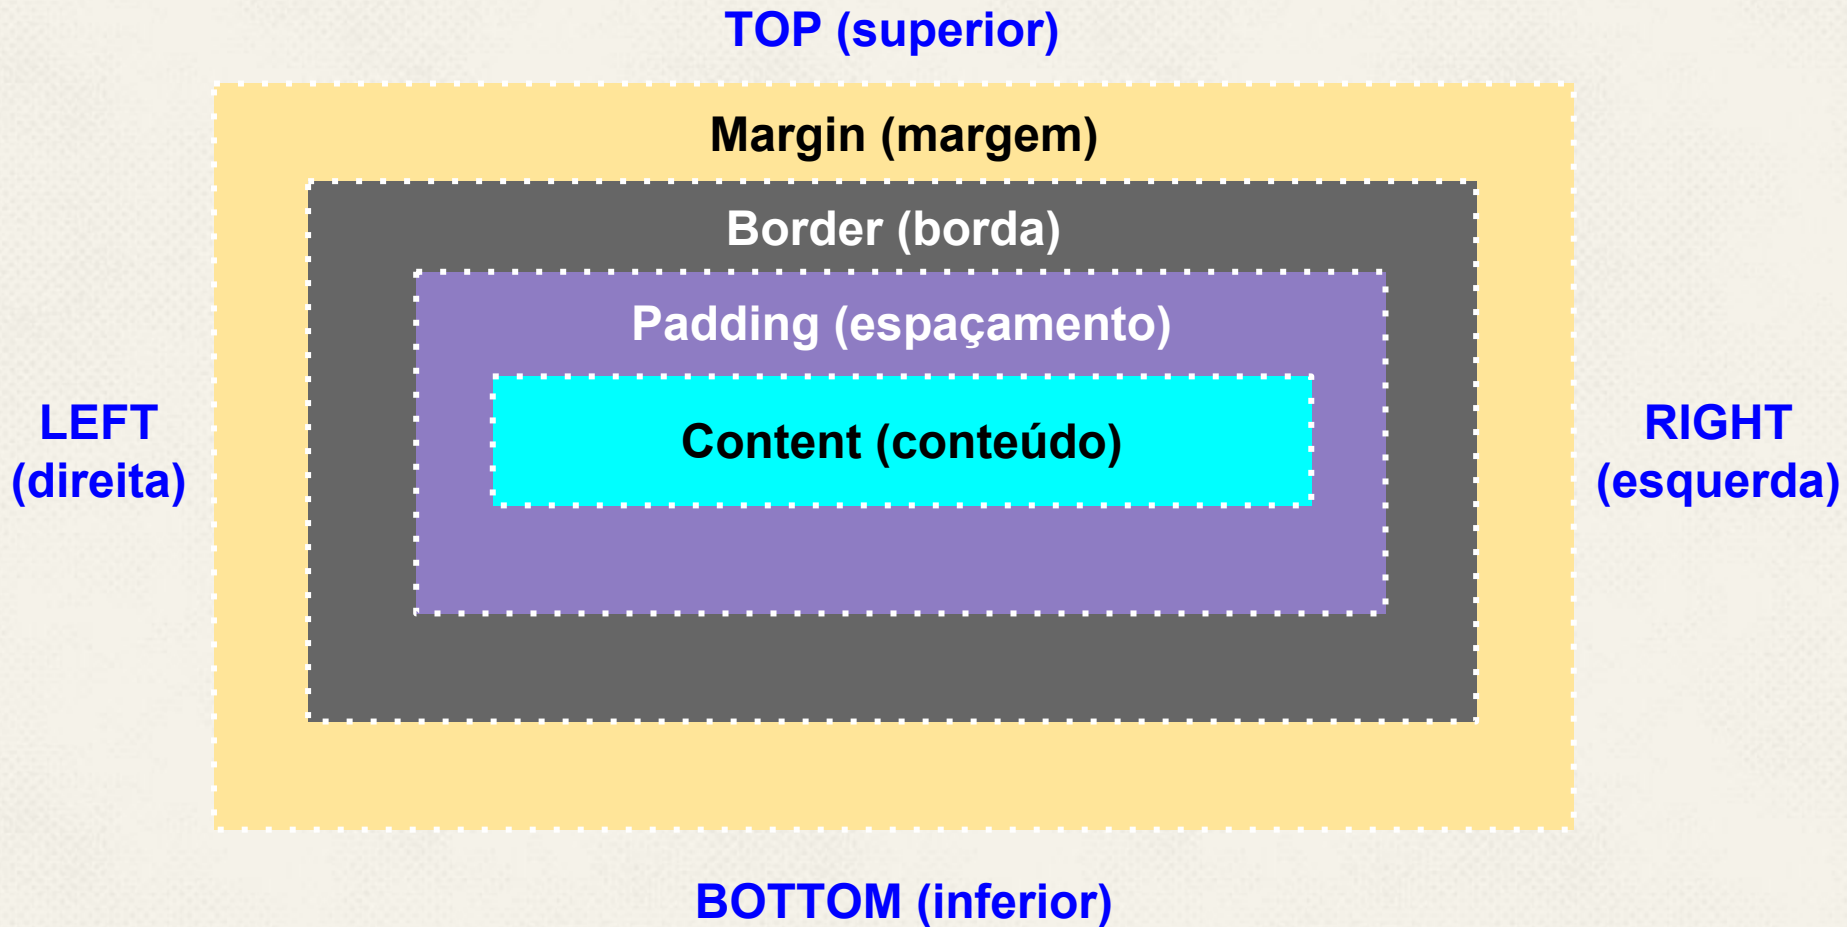 TOP (superior)
Margin (margem)
Border (borda)
Padding (espaçamento)
LEFT
(direita)
Content (conteúdo)
RIGHT
(esquerda)
BOTTOM (inferior)